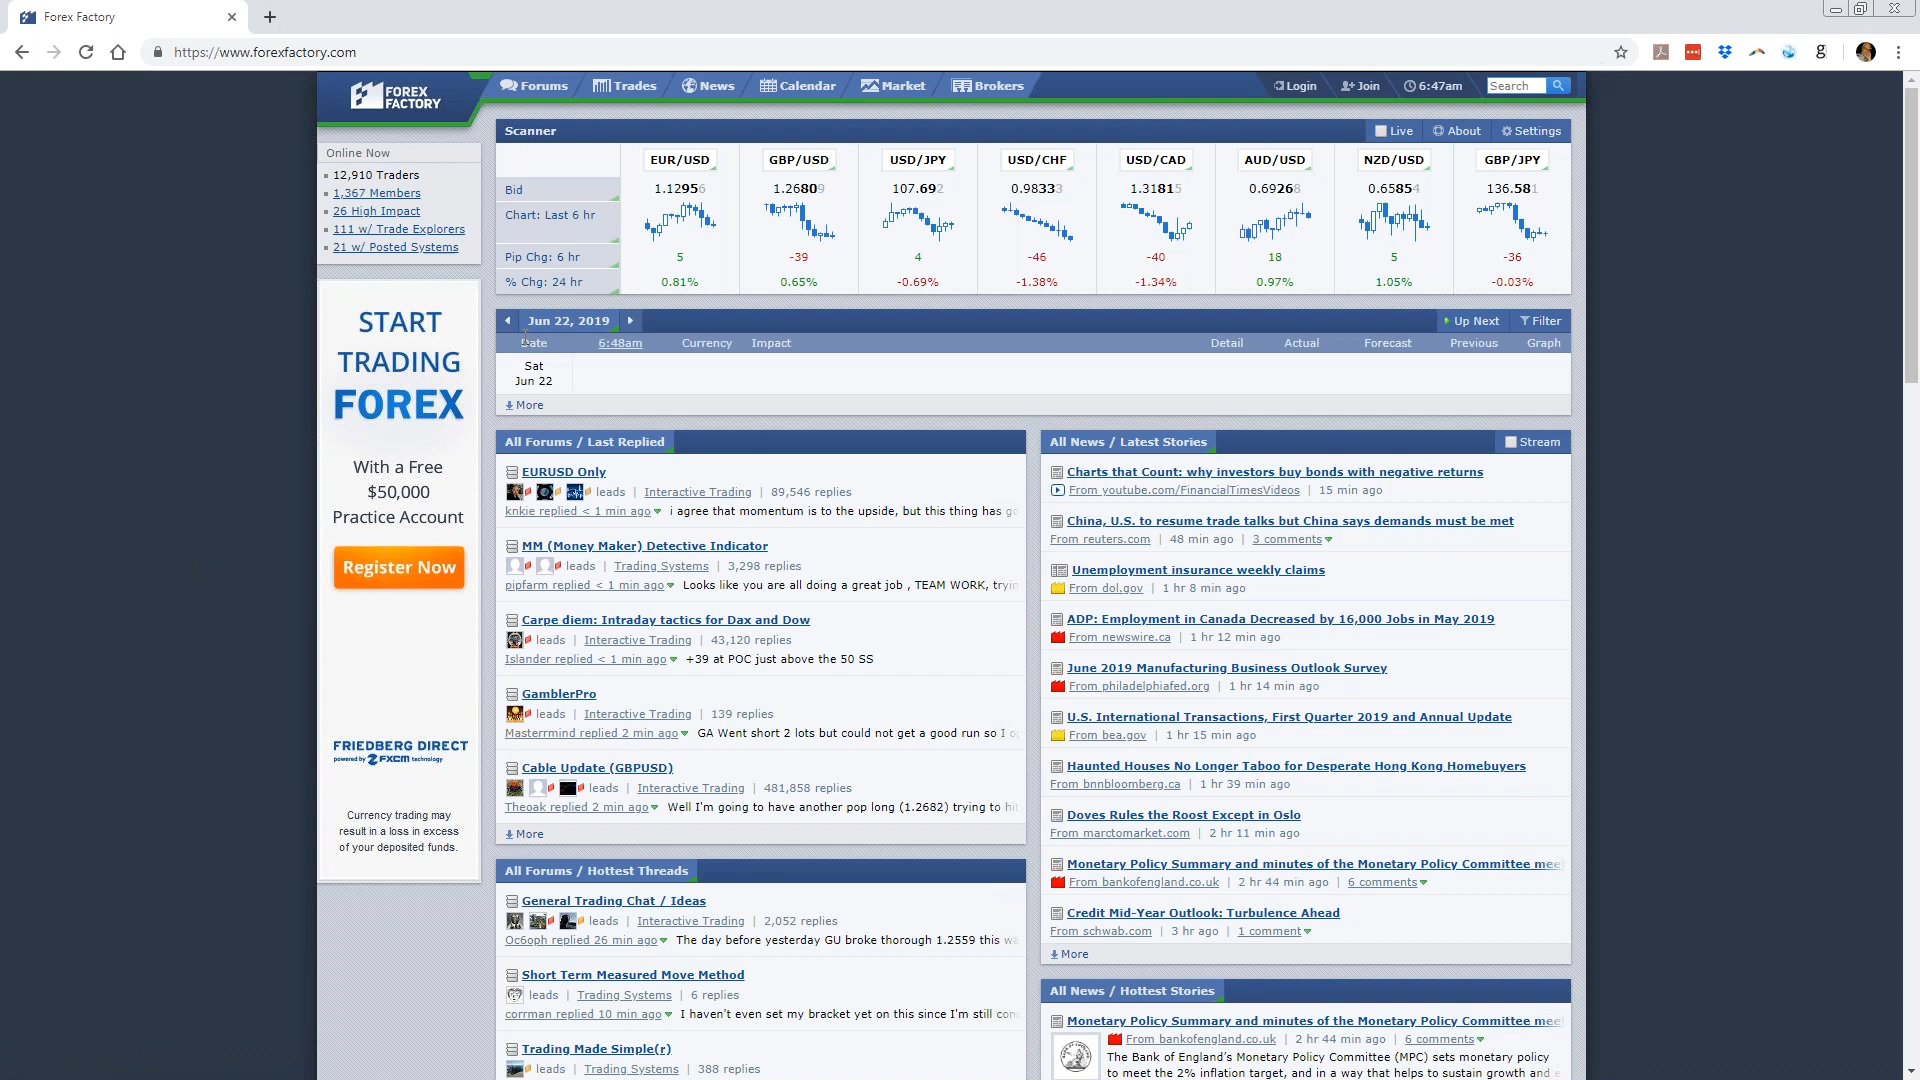 Forex Factory
https://www.forexfactory.com
FOREX FACTORY
Forums Trades News Calendar Market Brokers Login Join 6:47am Search
Online Now
12,910 Traders
1,367 Members
26 High Impact
111 w/ Trade Explorers
21 w/ Posted Systems
START
TRADING
FOREX
With a Free
$50,000
Practice Account
Register Now
FRIEDBERG DIRECT
powered by FXCM technology
Currency trading may
result in a loss in excess
of your deposited funds.
Scanner Live About Settings
EUR/USD GBP/USD USD/JPY USD/CHF USD/CAD AUD/USD NZD/USD GBP/JPY
Bid 1.12956 1.26809 107.692 0.98333 1.31815 0.69268 0.65854 136.581
Chart: Last 6 hr
Pip Chg: 6 hr 5 -39 4 -46 -40 18 5 -36
% Chg: 24 hr 0.81% 0.65% -0.69% -1.38% -1.34% 0.97% 1.05% -0.03%
Jun 22, 2019 Up Next Filter
Date 6:48am Currency Impact Detail Actual Forecast Previous Graph
Sat
Jun 22
More
All Forums / Last Replied
EURUSD Only
leads | Interactive Trading | 89,546 replies
knkie replied < 1 min ago i agree that momentum is to the upside, but this thing has
MM (Money Maker) Detective Indicator
leads | Trading Systems | 3,298 replies
pipfarm replied < 1 min ago Looks like you are all doing a great job , TEAM WORK,
Carpe diem: Intraday tactics for Dax and Dow
leads | Interactive Trading | 43,120 replies
Islander replied < 1 min ago +39 at POC just above the 50 SS
GamblerPro
leads | Interactive Trading | 139 replies
Masterrmind replied 2 min ago GA Went short 2 lots but could not get a good run so I
Cable Update (GBPUSD)
leads | Interactive Trading | 481,858 replies
Theoak replied 2 min ago Well I'm going to have another pop long (1.2682) trying to
More
All Forums / Hottest Threads
General Trading Chat / Ideas
leads | Interactive Trading | 2,052 replies
Oc6oph replied 26 min ago The day before yesterday GU broke thorough 1.2559 this
Short Term Measured Move Method
leads | Trading Systems | 6 replies
corrman replied 10 min ago I haven't even set my bracket yet on this since I'm still
Trading Made Simple(r)
leads | Trading Systems | 388 replies
All News / Latest Stories Stream
Charts that Count: why investors buy bonds with negative returns
From youtube.com/FinancialTimesVideos | 15 min ago
China, U.S. to resume trade talks but China says demands must be met
From reuters.com | 48 min ago | 3 comments
Unemployment insurance weekly claims
From dol.gov | 1 hr 8 min ago
ADP: Employment in Canada Decreased by 16,000 Jobs in May 2019
From newswire.ca | 1 hr 12 min ago
June 2019 Manufacturing Business Outlook Survey
From philadelphiafed.org | 1 hr 14 min ago
U.S. International Transactions, First Quarter 2019 and Annual Update
From bea.gov | 1 hr 15 min ago
Haunted Houses No Longer Taboo for Desperate Hong Kong Homebuyers
From bnnbloomberg.ca | 1 hr 39 min ago
Doves Rules the Roost Except in Oslo
From marctomarket.com | 2 hr 11 min ago
Monetary Policy Summary and minutes of the Monetary Policy Committee
From bankofengland.co.uk | 2 hr 44 min ago | 6 comments
Credit Mid-Year Outlook: Turbulence Ahead
From schwab.com | 3 hr ago | 1 comment
More
All News / Hottest Stories
Monetary Policy Summary and minutes of the Monetary Policy Committee
From bankofengland.co.uk | 2 hr 44 min ago | 6 comments
The Bank of England's Monetary Policy Committee (MPC) sets monetary policy
to meet the 2% inflation target, and in a way that helps to sustain growth and